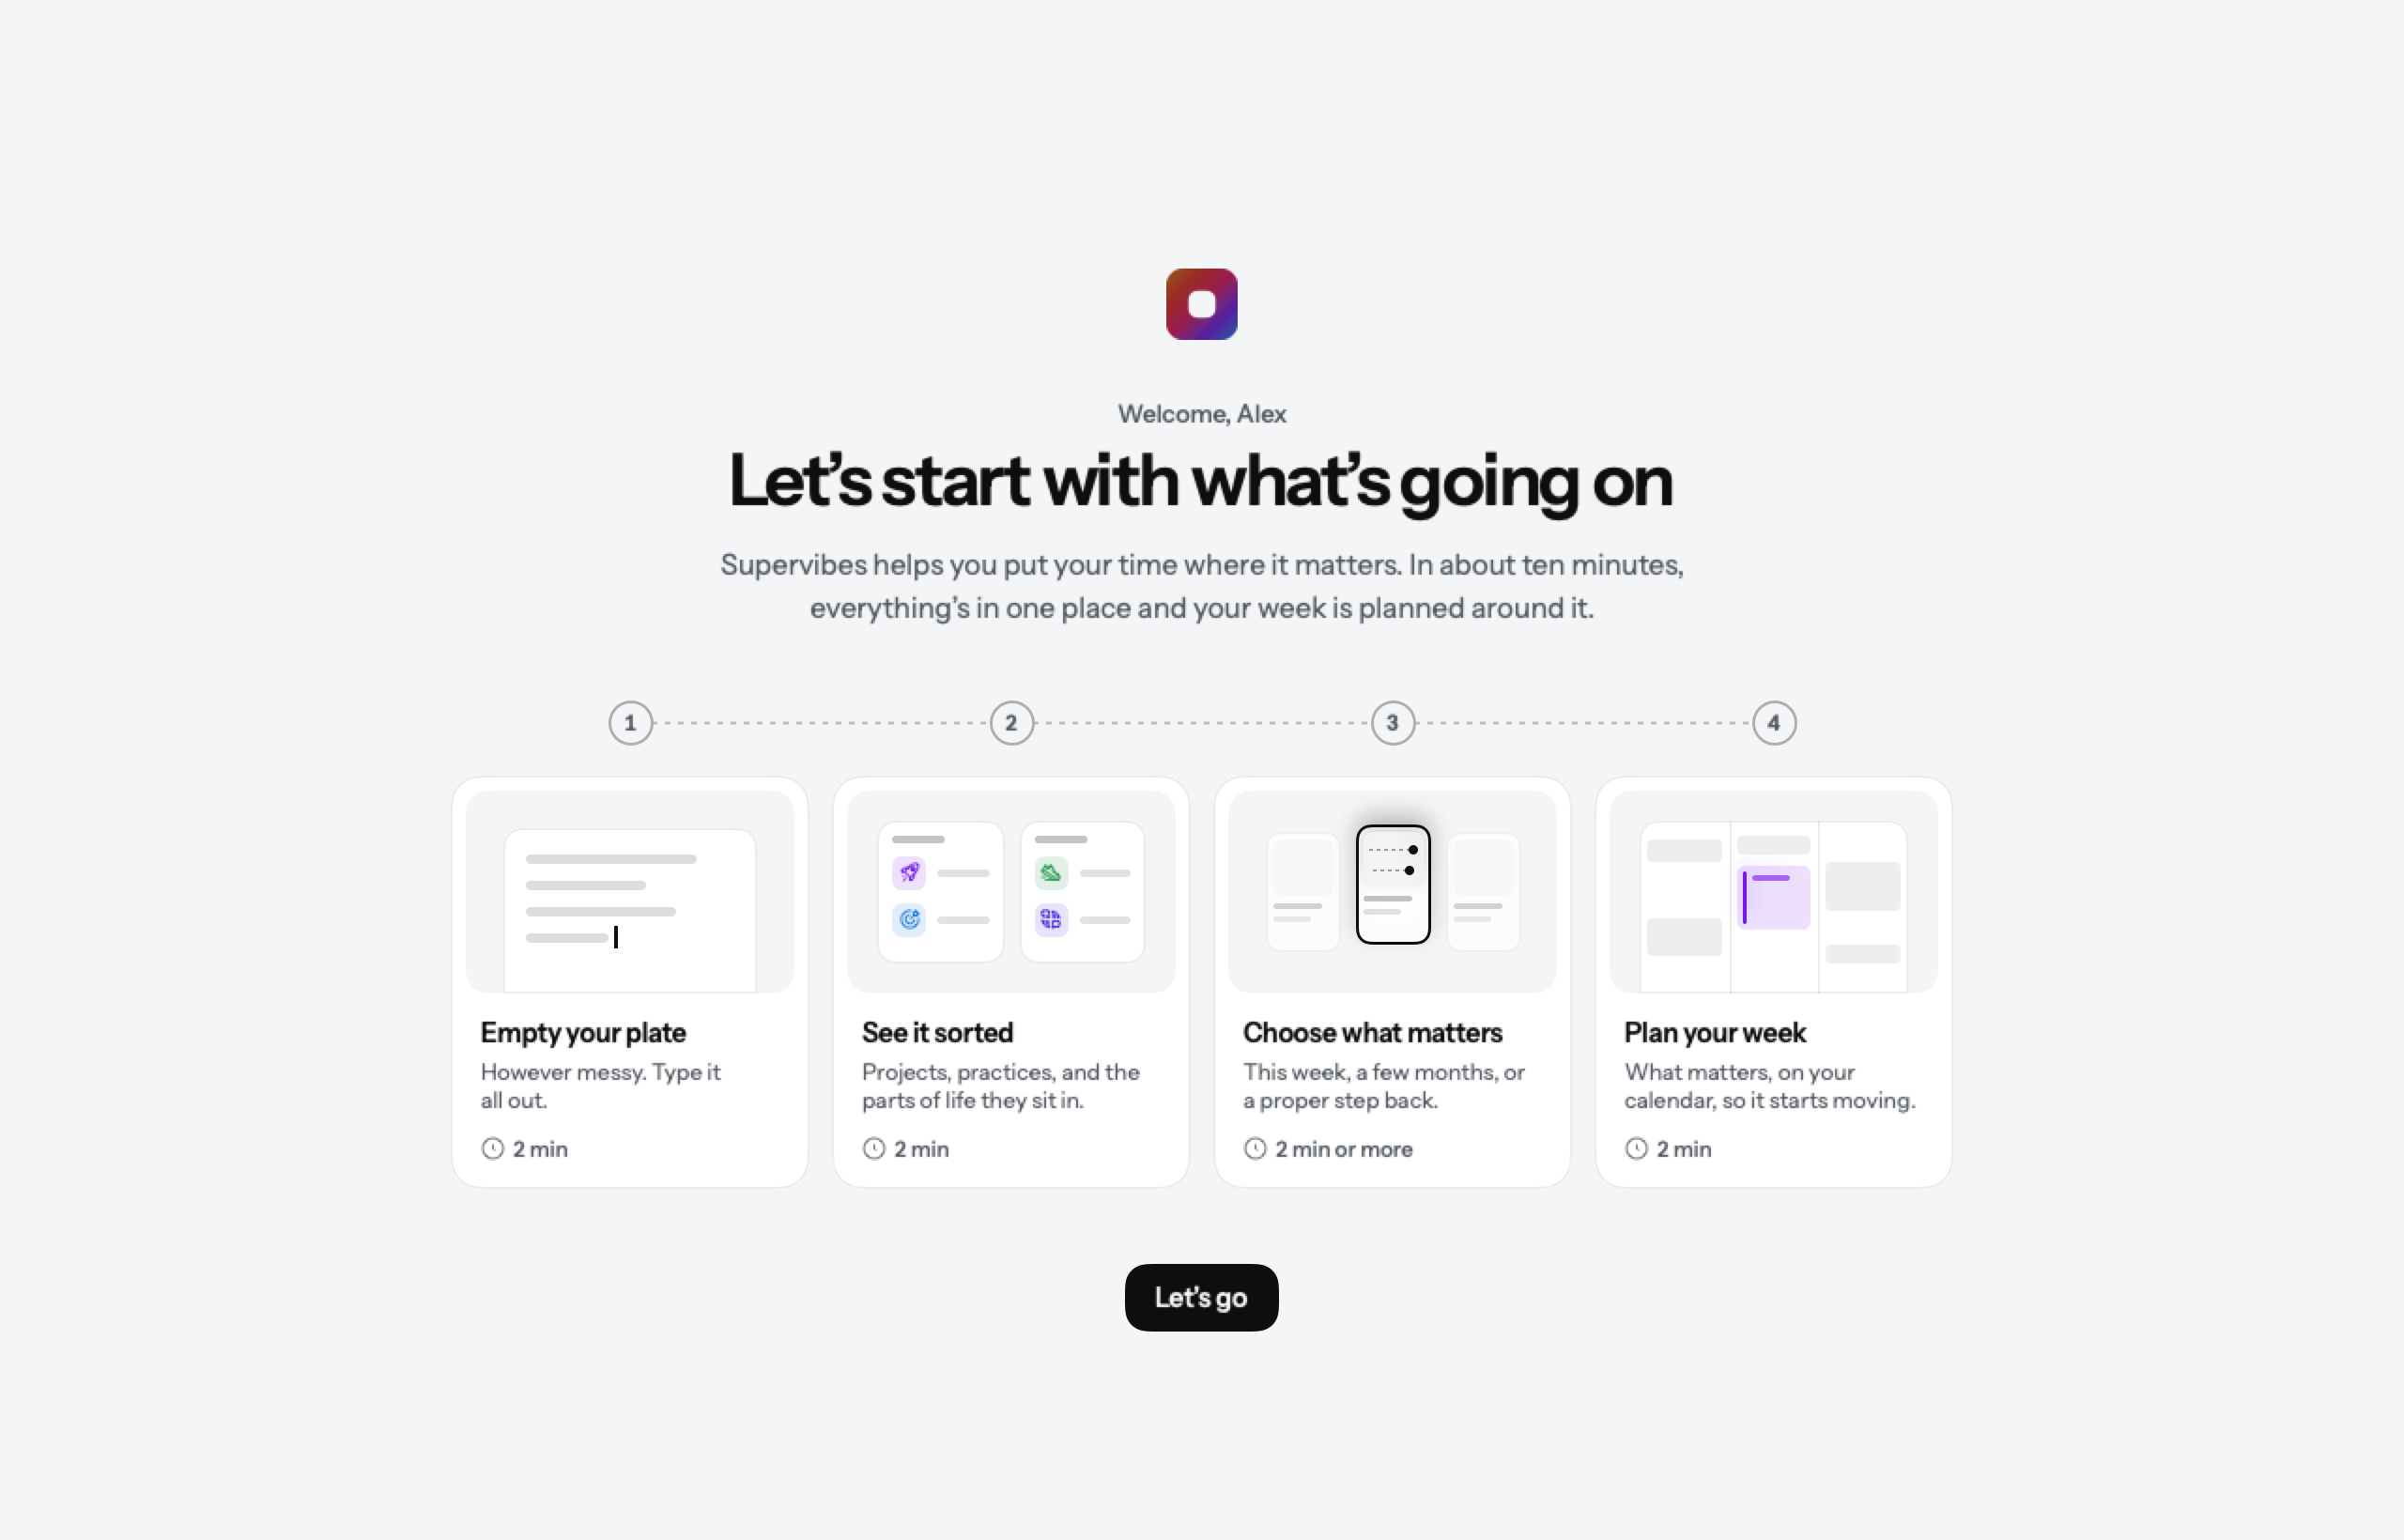 Welcome, Alex
Let’s start with what’s going on
Supervibes helps you put your time where it matters. In about ten minutes,
everything’s in one place and your week is planned around it.
1
2
3
4
Empty your plate
However messy. Type it
all out.
2 min
See it sorted
Projects, practices, and the
parts of life they sit in.
2 min
Choose what matters
This week, a few months, or
a proper step back.
2 min or more
Plan your week
What matters, on your
calendar, so it starts moving.
2 min
Let’s go